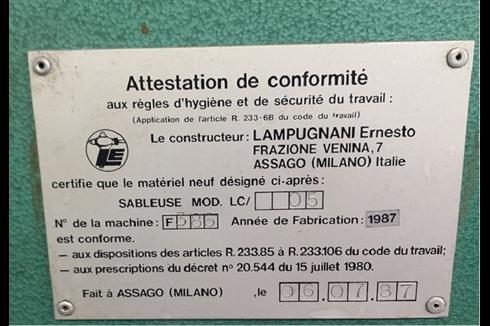 Attestation de conformité
aux règles d'hygiène et de sécurité du travail :
(Application de l'article R. 233-68 du code du travail)
LE
Le constructeur: LAMPUGNANI Ernesto
FRAZIONE VENINA,7
ASSAGO (MILANO) Italie
certifie que le matériel neuf désigné ci-après:
SABLEUSE MOD. LC/ 05
N° de la machine: Année de Fabrication: 1987
est conforme.
— aux dispositions des articles R.233.85 à R.233.106 du code du travail;
— aux prescriptions du décret n° 20.544 du 15 juillet 1980.
Fait à ASSAGO (MILANO) ,le 06.07.87